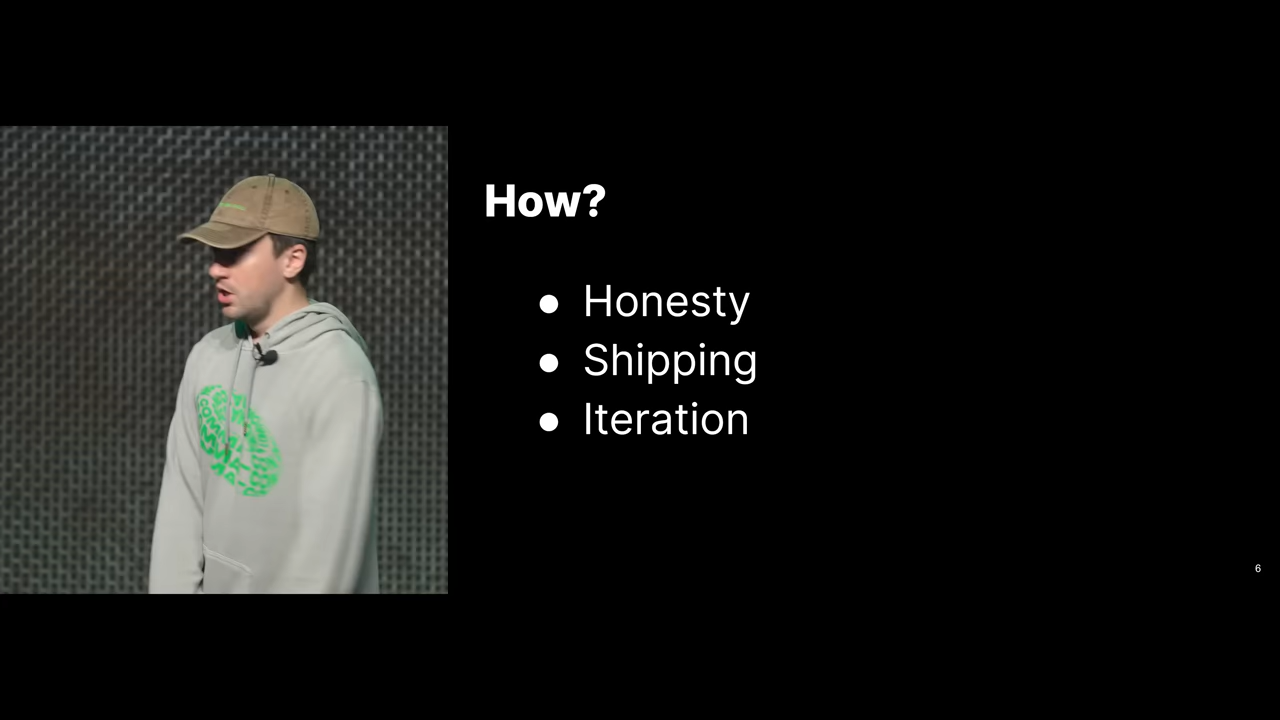 How?
● Honesty
● Shipping
● Iteration
6